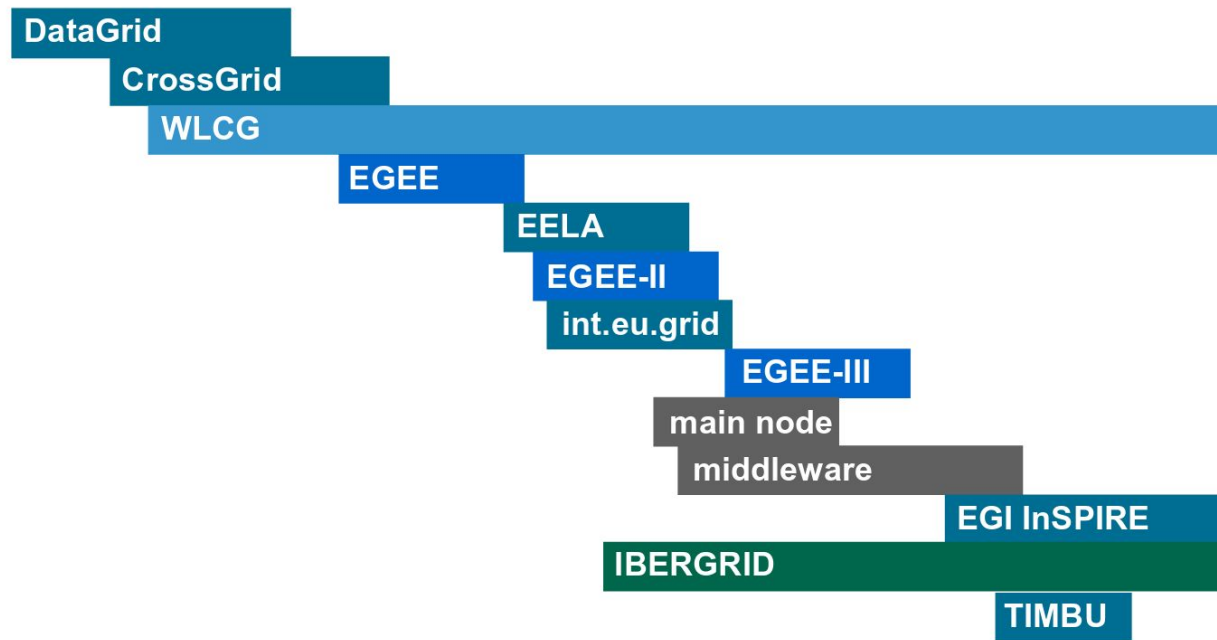 DataGrid
CrossGrid
WLCG
EGEE
EELA
EGEE-II
int.eu.grid
EGEE-III
main node
middleware
EGI InSPIRE
IBERGRID
TIMBU